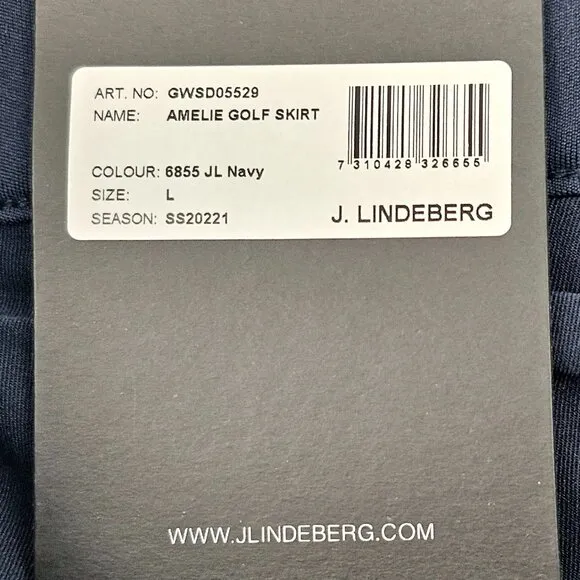 ART. NO: GWSD05529
NAME: AMELIE GOLF SKIRT
COLOUR: 6855 JL Navy
SIZE: L
SEASON: SS20221
7 310428 326655
J. LINDEBERG
WWW.JLINDEBERG.COM